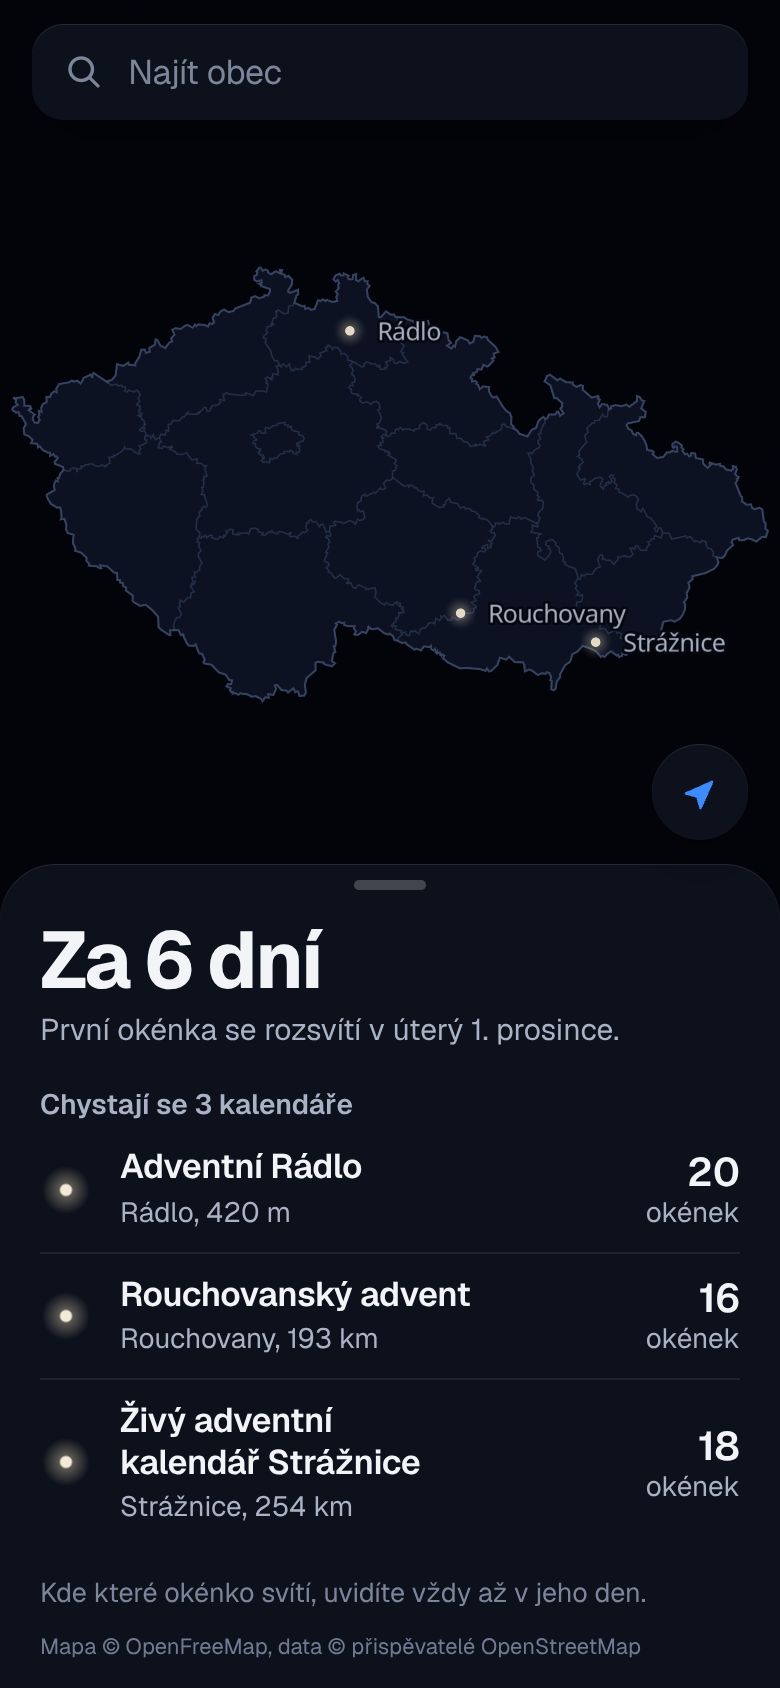 Najít obec
Rádlo
Rouchovany
Strážnice
Za 6 dní
První okénka se rozsvítí v úterý 1. prosince.
Chystají se 3 kalendáře
Adventní Rádlo
20
Rádlo, 420 m
okének
Rouchovanský advent
16
Rouchovany, 193 km
okének
Živý adventní
kalendář Strážnice
18
Strážnice, 254 km
okének
Kde které okénko svítí, uvidíte vždy až v jeho den.
Mapa © OpenFreeMap, data © přispěvatelé OpenStreetMap